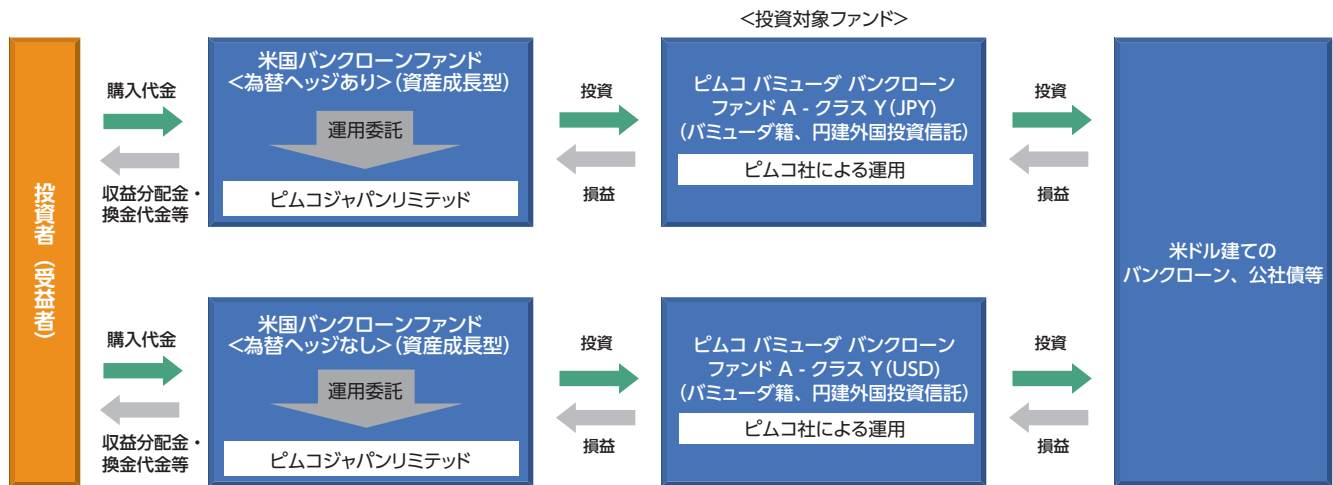 <投資対象ファンド>
投資者（受益者）
購入代金
収益分配金・
換金代金等
米国バンクローンファンド
<為替ヘッジあり>(資産成長型)
運用委託
ピムコジャパンリミテッド
投資
損益
ピムコ バミューダ バンクローン
ファンド A - クラス Y(JPY)
(バミューダ籍、円建外国投資信託)
ピムコ社による運用
投資
損益
米ドル建ての
バンクローン、公社債等
購入代金
収益分配金・
換金代金等
米国バンクローンファンド
<為替ヘッジなし>(資産成長型)
運用委託
ピムコジャパンリミテッド
投資
損益
ピムコ バミューダ バンクローン
ファンド A - クラス Y(USD)
(バミューダ籍、円建外国投資信託)
ピムコ社による運用
投資
損益